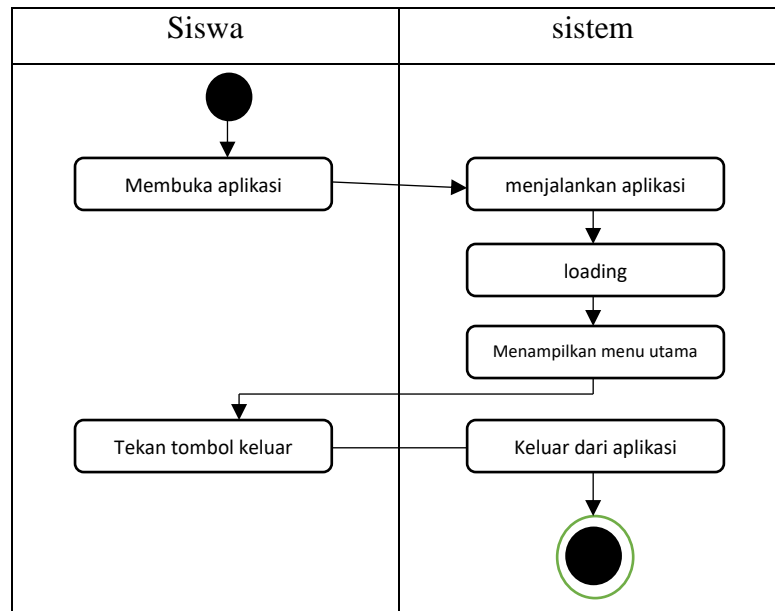 Siswa
sistem
Membuka aplikasi
menjalankan aplikasi
loading
Menampilkan menu utama
Tekan tombol keluar
Keluar dari aplikasi